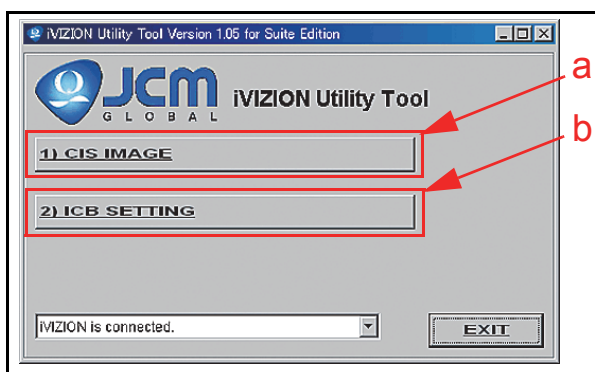 iVIZION Utility Tool Version 1.05 for Suite Edition
JCM
GLOBAL
iVIZION Utility Tool
a
b
1) CIS IMAGE
2) ICB SETTING
iVIZION is connected.
EXIT